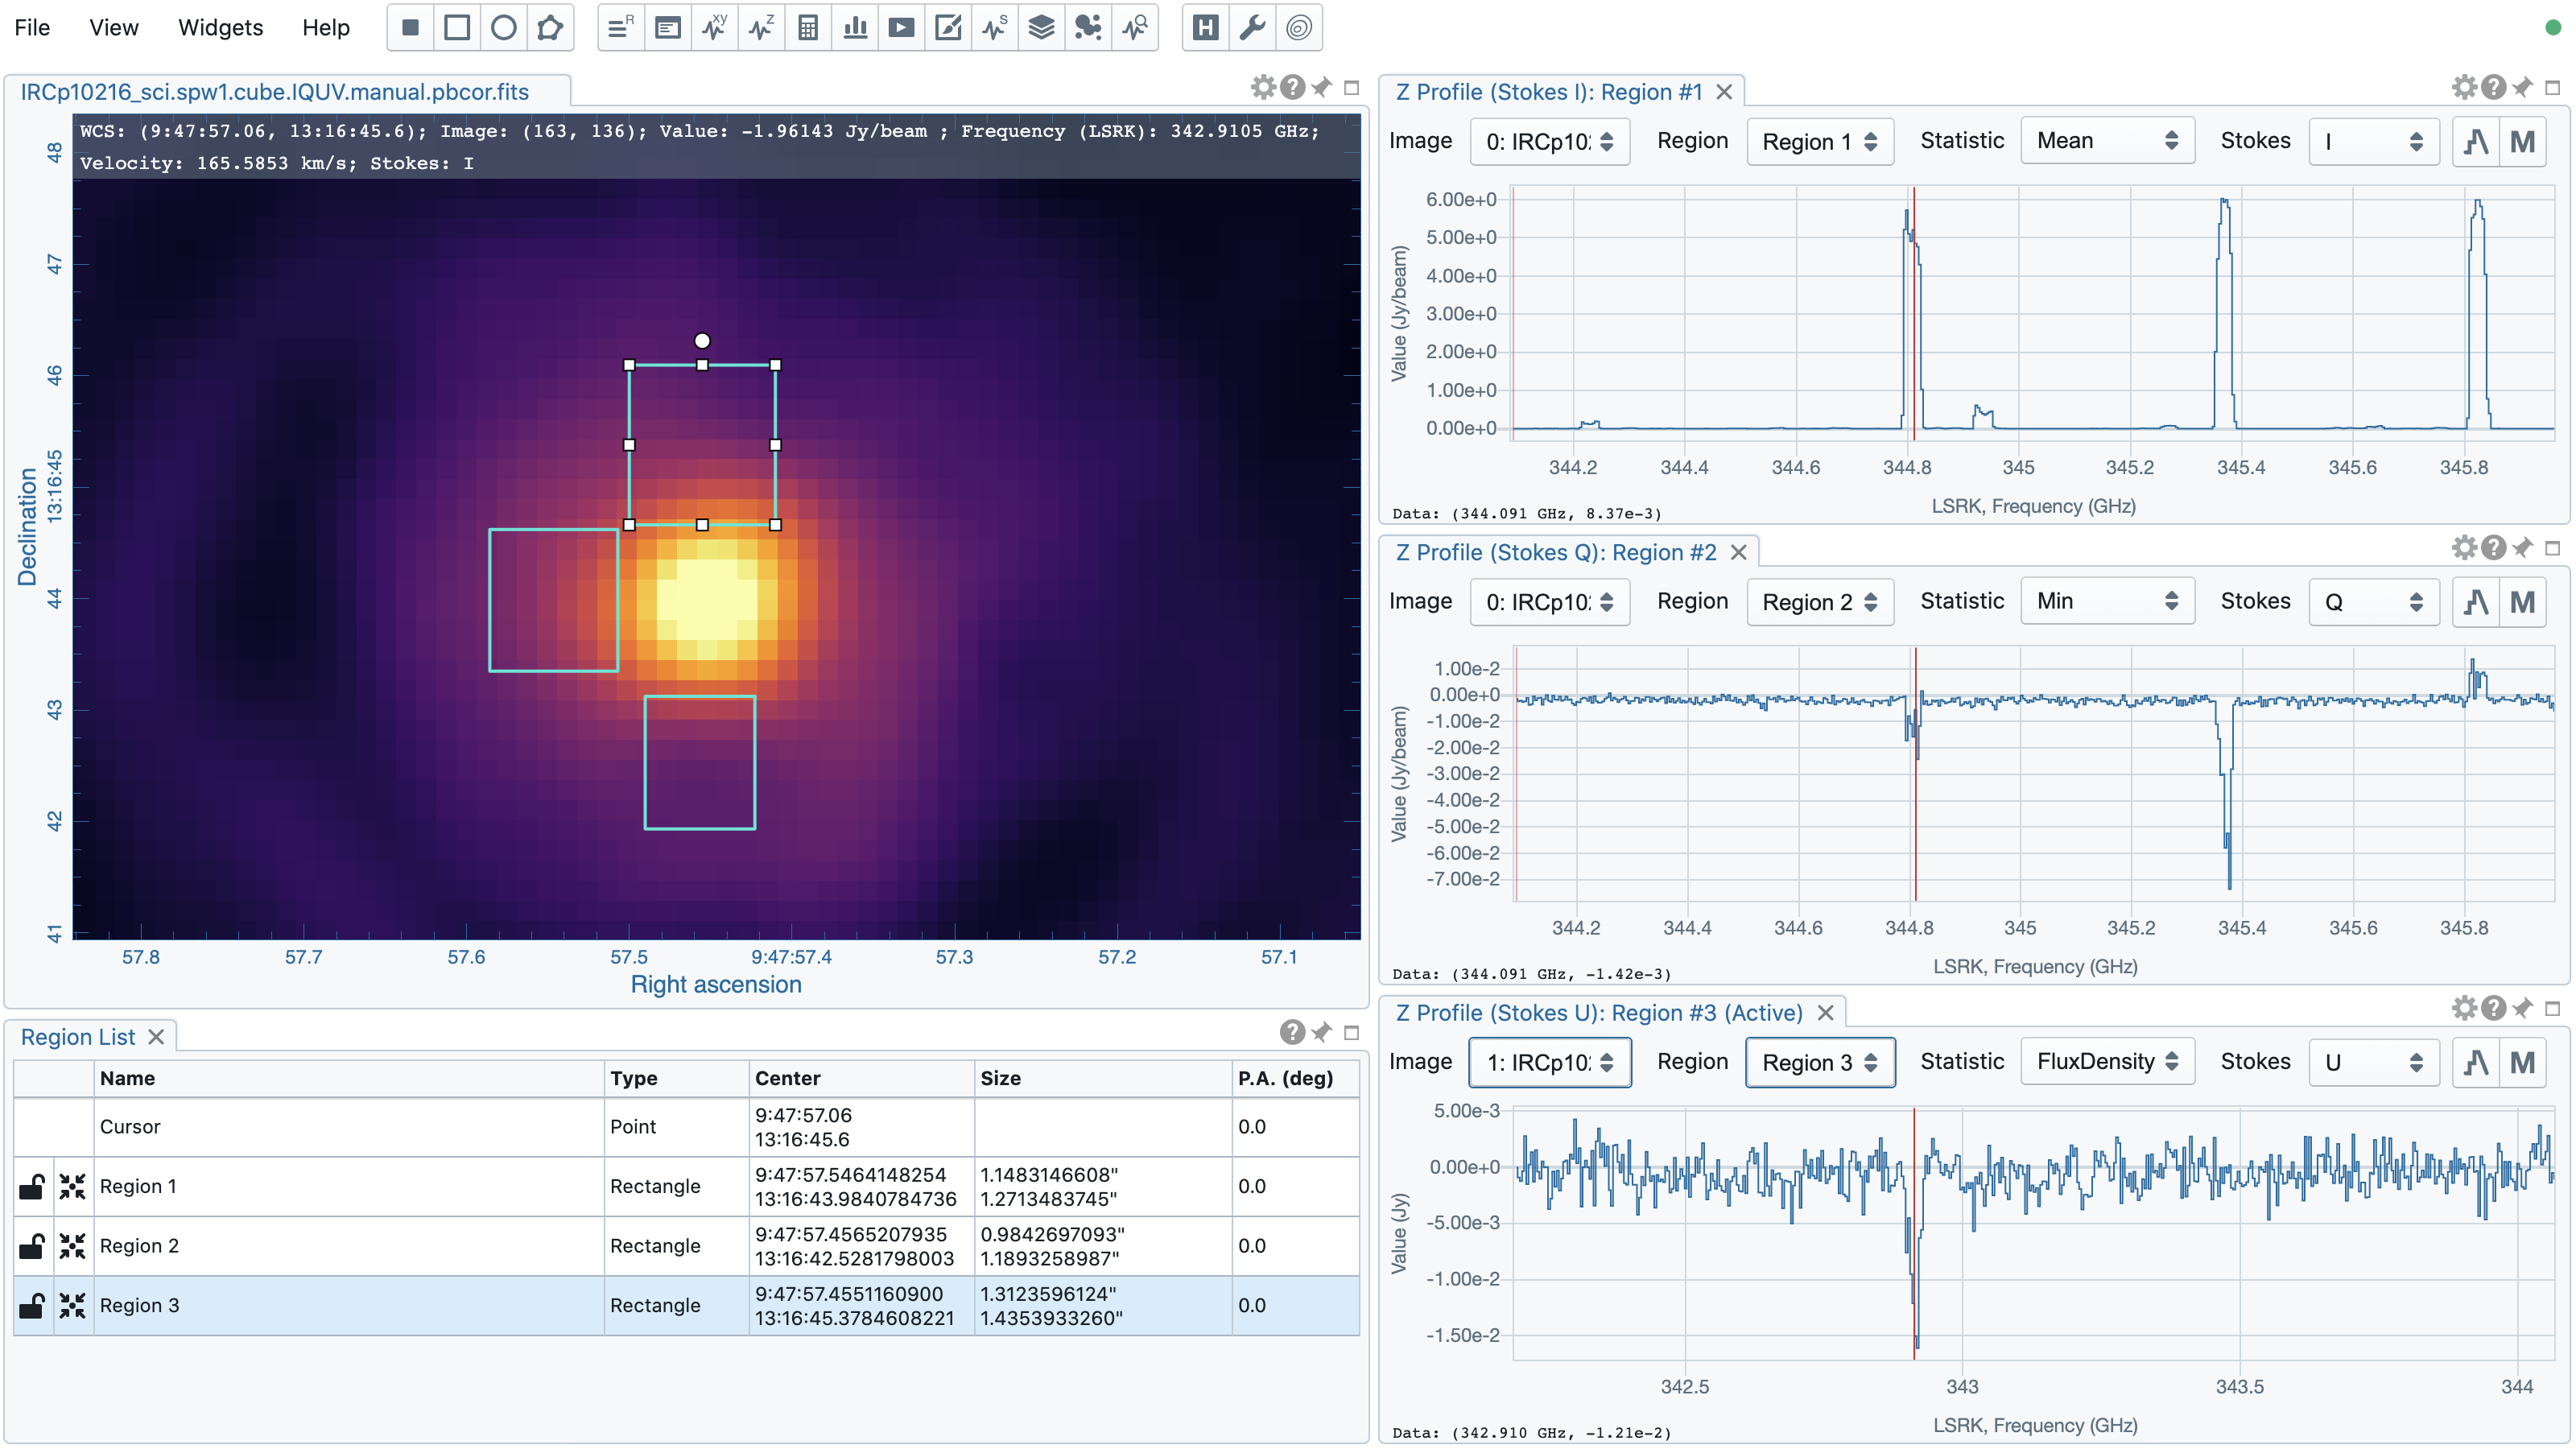 File View Widgets Help
R xy Z S H
IRCp10216_sci.spw1.cube.IQUV.manual.pbcor.fits
WCS: (9:47:57.06, 13:16:45.6); Image: (163, 136); Value: -1.96143 Jy/beam ; Frequency (LSRK): 342.9105 GHz;
Velocity: 165.5853 km/s; Stokes: I
48
47
46
13:16:45
44
43
42
41
Declination
57.8 57.7 57.6 57.5 9:47:57.4 57.3 57.2 57.1
Right ascension
Region List
Name Type Center Size P.A. (deg)
Cursor Point 9:47:57.06 0.0
13:16:45.6
Region 1 Rectangle 9:47:57.5464148254 1.1483146608" 0.0
13:16:43.9840784736 1.2713483745"
Region 2 Rectangle 9:47:57.4565207935 0.9842697093" 0.0
13:16:42.5281798003 1.1893258987"
Region 3 Rectangle 9:47:57.4551160900 1.3123596124" 0.0
13:16:45.3784608221 1.4353933260"
Z Profile (Stokes I): Region #1
Image 0: IRCp10 Region Region 1 Statistic Mean Stokes I M
6.00e+0
5.00e+0
4.00e+0
3.00e+0
2.00e+0
1.00e+0
0.00e+0
Value (Jy/beam)
344.2 344.4 344.6 344.8 345 345.2 345.4 345.6 345.8
LSRK, Frequency (GHz)
Data: (344.091 GHz, 8.37e-3)
Z Profile (Stokes Q): Region #2
Image 0: IRCp10 Region Region 2 Statistic Min Stokes Q M
1.00e-2
0.00e+0
-1.00e-2
-2.00e-2
-3.00e-2
-4.00e-2
-5.00e-2
-6.00e-2
-7.00e-2
Value (Jy/beam)
344.2 344.4 344.6 344.8 345 345.2 345.4 345.6 345.8
LSRK, Frequency (GHz)
Data: (344.091 GHz, -1.42e-3)
Z Profile (Stokes U): Region #3 (Active)
Image 1: IRCp10 Region Region 3 Statistic FluxDensity Stokes U M
5.00e-3
0.00e+0
-5.00e-3
-1.00e-2
-1.50e-2
Value (Jy)
342.5 343 343.5 344
LSRK, Frequency (GHz)
Data: (342.910 GHz, -1.21e-2)